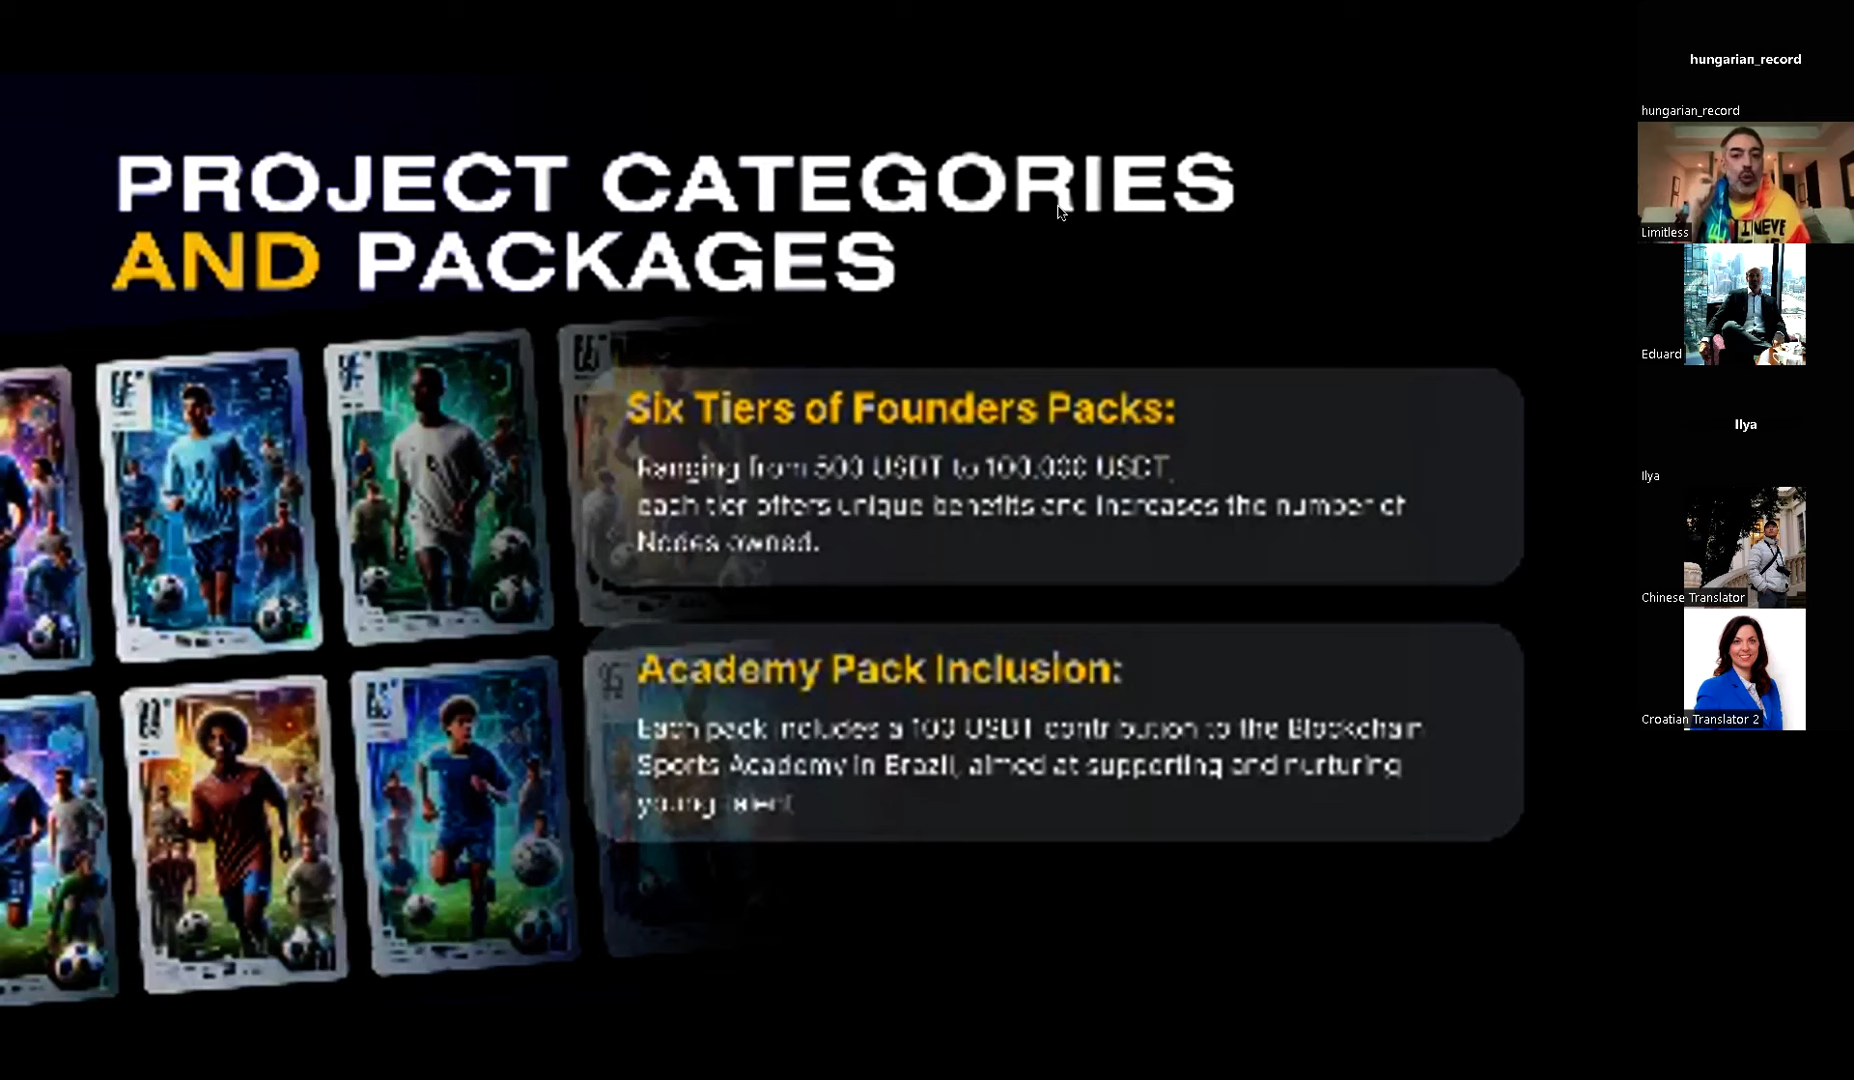 PROJECT CATEGORIES
AND PACKAGES
Six Tiers of Founders Packs:
Ranging from 500 USDT to 100.000 USDT,
each tier offers unique benefits and increases the number of
Nodes owned.
Academy Pack Inclusion:
Each pack includes a 100 USDT contribution to the Blockchain
Sports Academy in Brazil, aimed at supporting and nurturing
young talent
hungarian_record
hungarian_record
Limitless
Eduard
Ilya
Ilya
Chinese Translator
Croatian Translator 2